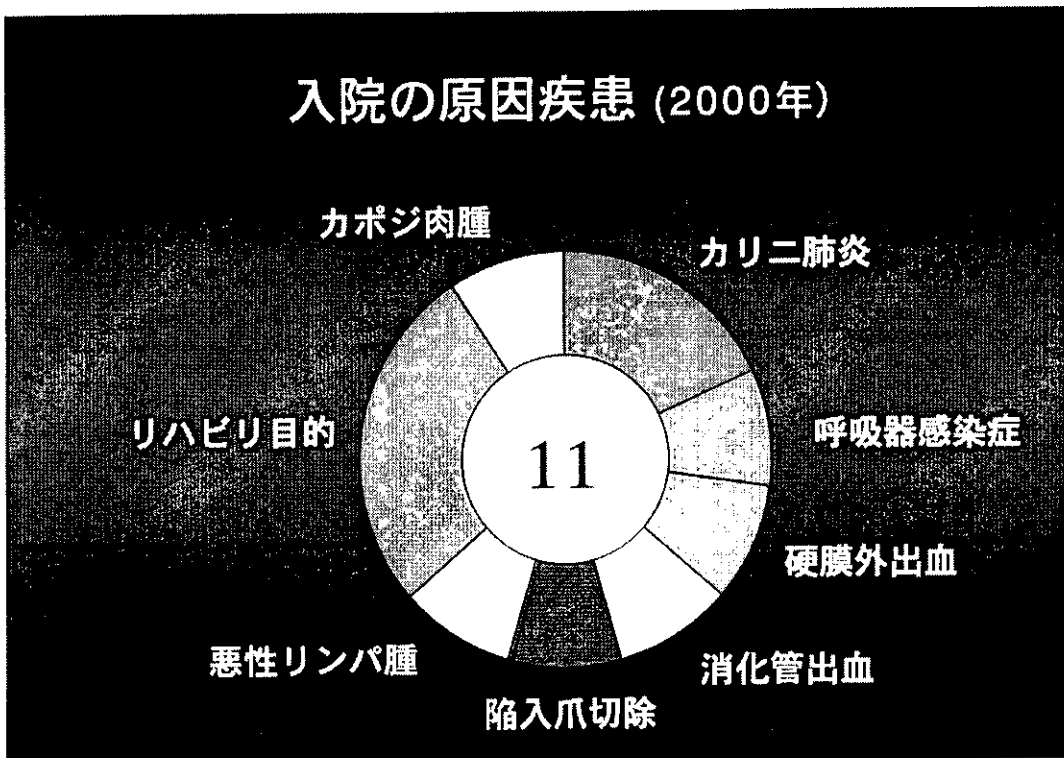 入院の原因疾患 (2000年)
カポジ肉腫
カリニ肺炎
リハビリ目的
11
呼吸器感染症
硬膜外出血
悪性リンパ腫
消化管出血
陥入爪切除